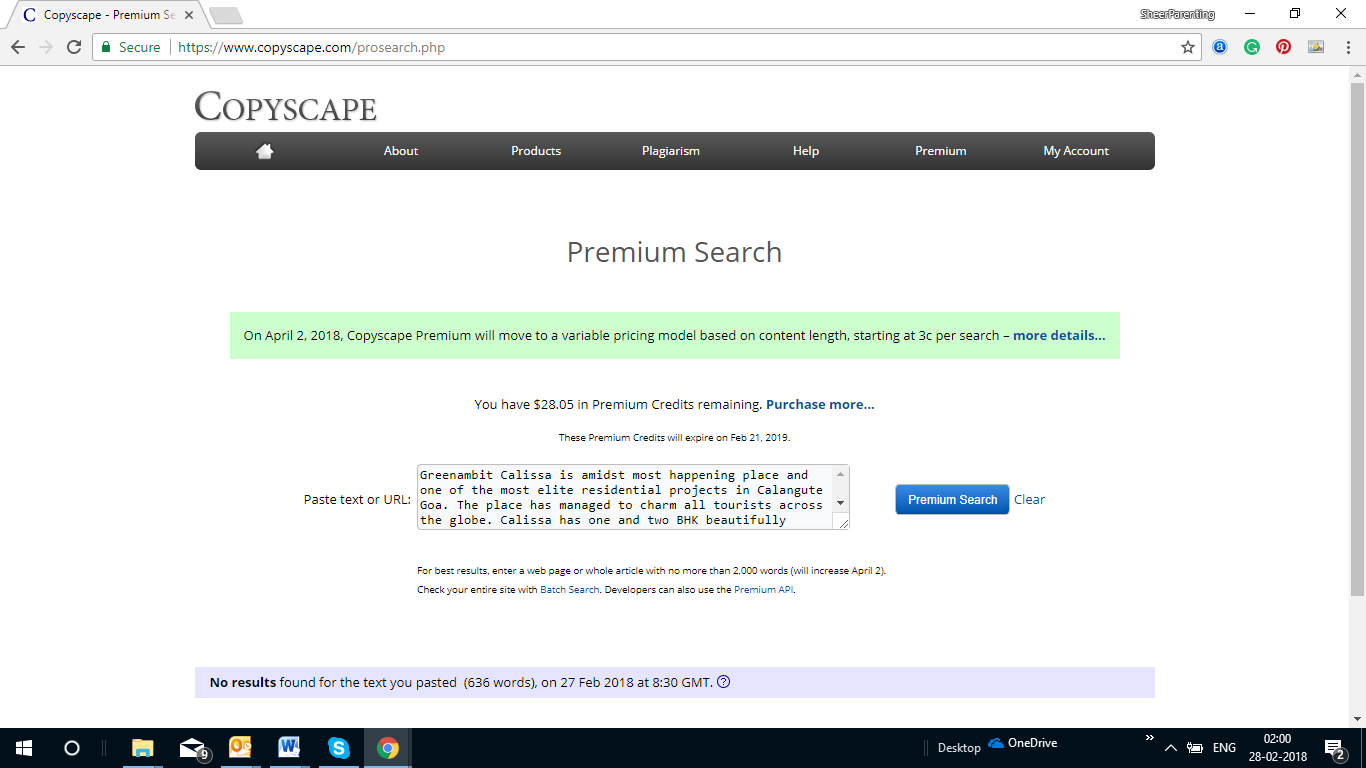 Copyscape - Premium Se
SheerParenting
Secure
https://www.copyscape.com/prosearch.php
COPYSCAPE
About Products Plagiarism Help Premium My Account
Premium Search
On April 2, 2018, Copyscape Premium will move to a variable pricing model based on content length, starting at 3c per search – more details...
You have $28.05 in Premium Credits remaining. Purchase more...
These Premium Credits will expire on Feb 21, 2019.
Paste text or URL:
Greenambit Calissa is amidst most happening place and
one of the most elite residential projects in Calangute
Goa. The place has managed to charm all tourists across
the globe. Calissa has one and two BHK beautifully
Premium Search Clear
For best results, enter a web page or whole article with no more than 2,000 words (will increase April 2).
Check your entire site with Batch Search. Developers can also use the Premium API.
No results found for the text you pasted (636 words), on 27 Feb 2018 at 8:30 GMT.
9
Desktop
OneDrive
ENG
02:00
28-02-2018
2